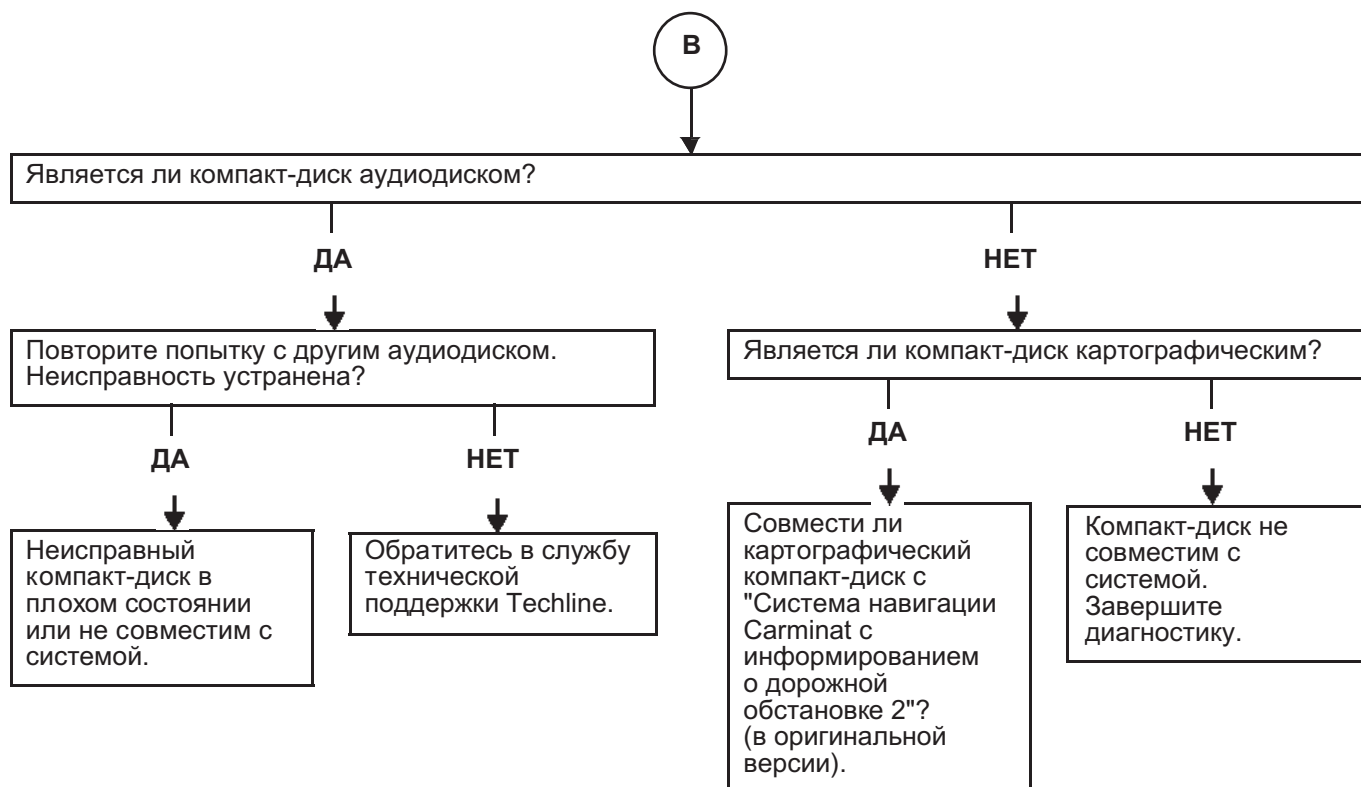 В
Является ли компакт-диск аудиодиском?
ДА
НЕТ
Повторите попытку с другим аудиодиском.
Неисправность устранена?
Является ли компакт-диск картографическим?
ДА
НЕТ
ДА
НЕТ
Неисправный
компакт-диск в
плохом состоянии
или не совместим с
системой.
Обратитесь в службу
технической
поддержки Techline.
Совмести ли
картографический
компакт-диск с
"Система навигации
Carminat с
информированием
о дорожной
обстановке 2"?
(в оригинальной
версии).
Компакт-диск не
совместим с
системой.
Завершите
диагностику.